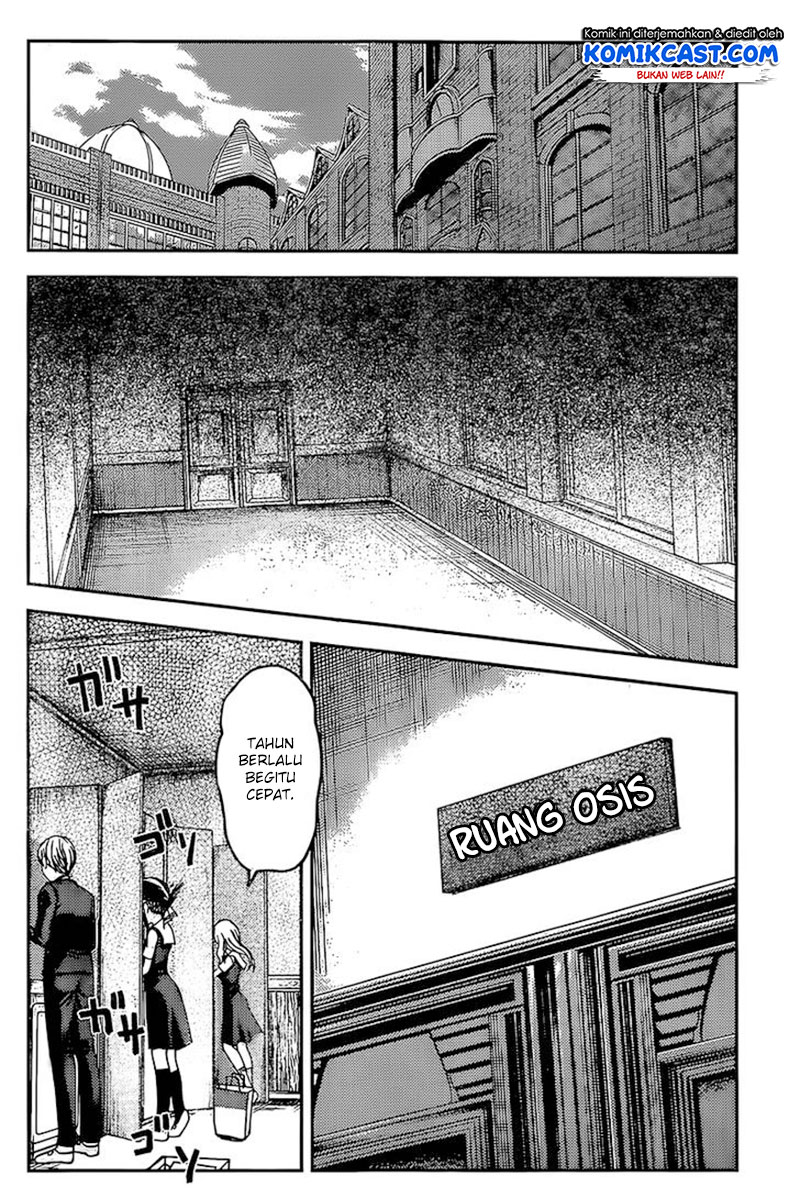 Komik ini diterjemahkan & diedit oleh
KOMIKCAST.COM
BUKAN WEB LAIN!!
RUANG OSIS
TAHUN
BERLALU
BEGITU
CEPAT.
ガサ
ゴソ
ガサ
ゴソ